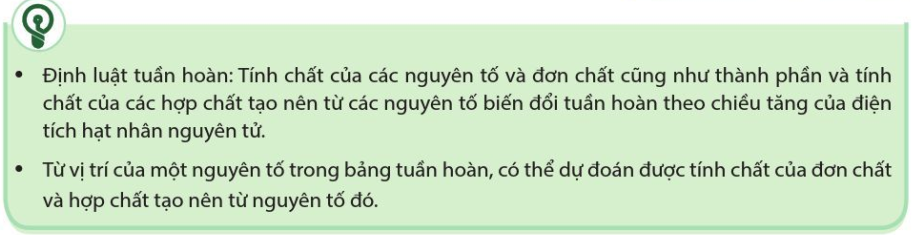 • Định luật tuần hoàn: Tính chất của các nguyên tố và đơn chất cũng như thành phần và tính
chất của các hợp chất tạo nên từ các nguyên tố biến đổi tuần hoàn theo chiều tăng của điện
tích hạt nhân nguyên tử.
• Từ vị trí của một nguyên tố trong bảng tuần hoàn, có thể dự đoán được tính chất của đơn chất
và hợp chất tạo nên từ nguyên tố đó.